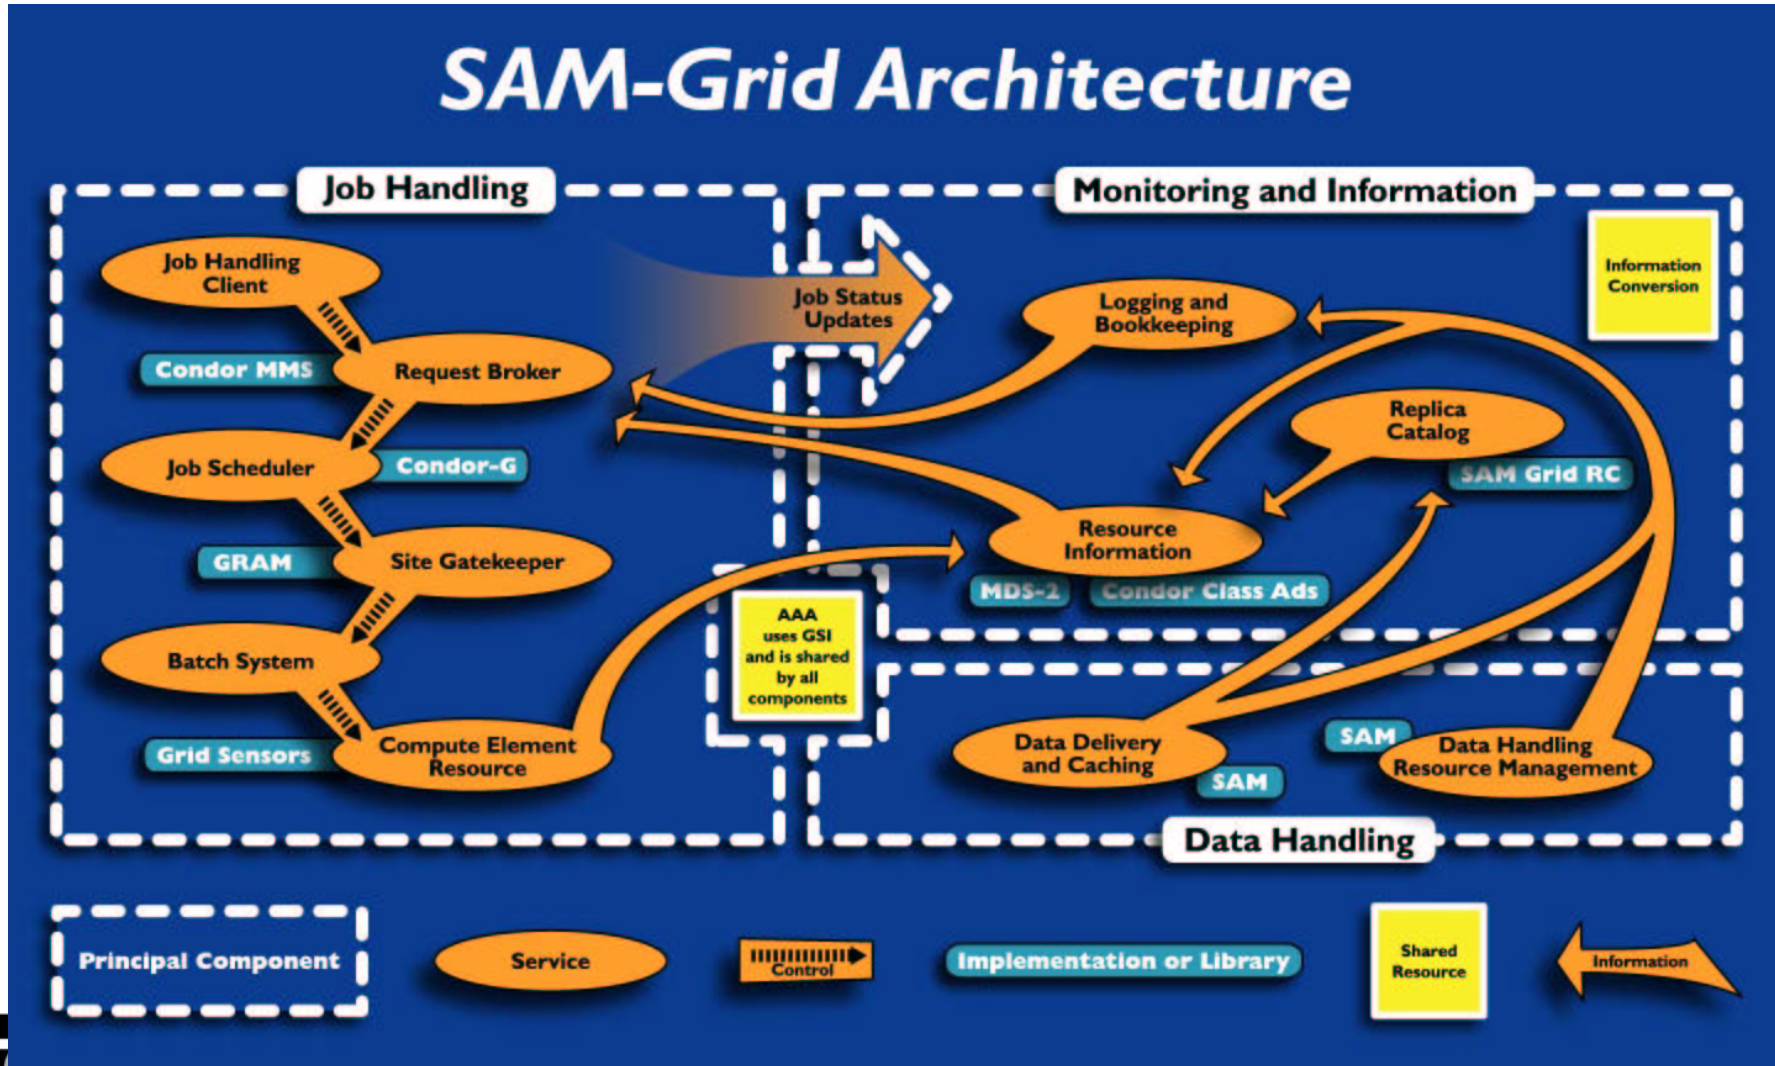 SAM-Grid Architecture
Job Handling
Monitoring and Information
Job Handling
Client
Condor MMS
Request Broker
Job Scheduler
Condor-G
GRAM
Site Gatekeeper
Batch System
Grid Sensors
Compute Element
Resource
Job Status
Updates
Information
Conversion
Logging and
Bookkeeping
Replica
Catalog
SAM Grid RC
Resource
Information
MDS-2
Condor Class Ads
AAA
uses GSI
and is shared
by all
components
Data Delivery
and Caching
SAM
SAM
Data Handling
Resource Management
Data Handling
Principal Component
Service
Control
Implementation or Library
Shared
Resource
Information